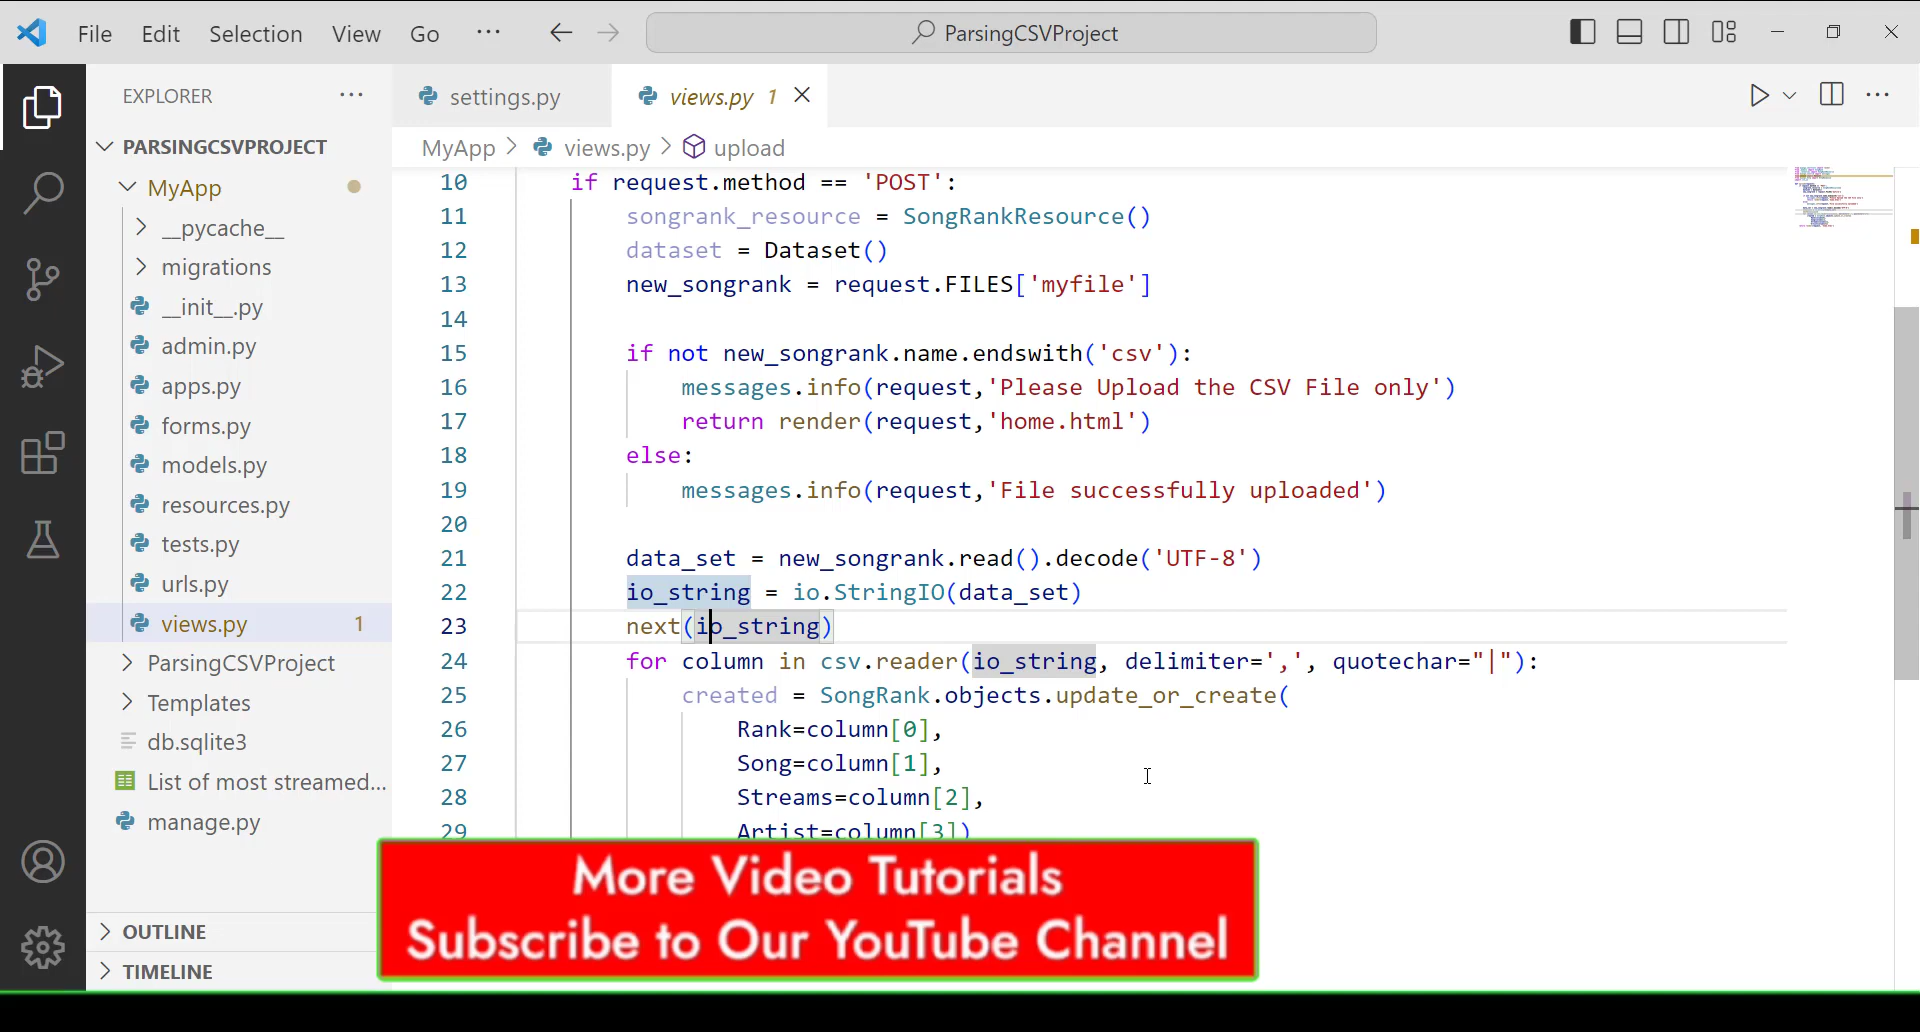 File Edit Selection View Go ... ParsingCSVProject
EXPLORER ...
settings.py views.py 1
PARSINGCSVPROJECT
MyApp > views.py > upload
MyApp
__pycache__
migrations
__init__.py
admin.py
apps.py
forms.py
models.py
resources.py
tests.py
urls.py
views.py 1
ParsingCSVProject
Templates
db.sqlite3
List of most streamed...
manage.py
OUTLINE
TIMELINE
10 if request.method == 'POST':
11 songrank_resource = SongRankResource()
12 dataset = Dataset()
13 new_songrank = request.FILES['myfile']
14
15 if not new_songrank.name.endswith('csv'):
16 messages.info(request,'Please Upload the CSV File only')
17 return render(request,'home.html')
18 else:
19 messages.info(request,'File successfully uploaded')
20
21 data_set = new_songrank.read().decode('UTF-8')
22 io_string = io.StringIO(data_set)
23 next(io_string)
24 for column in csv.reader(io_string, delimiter=',', quotechar="|"):
25 created = SongRank.objects.update_or_create(
26 Rank=column[0],
27 Song=column[1],
28 Streams=column[2],
29 Artist=column[3])
More Video Tutorials
Subscribe to Our YouTube Channel